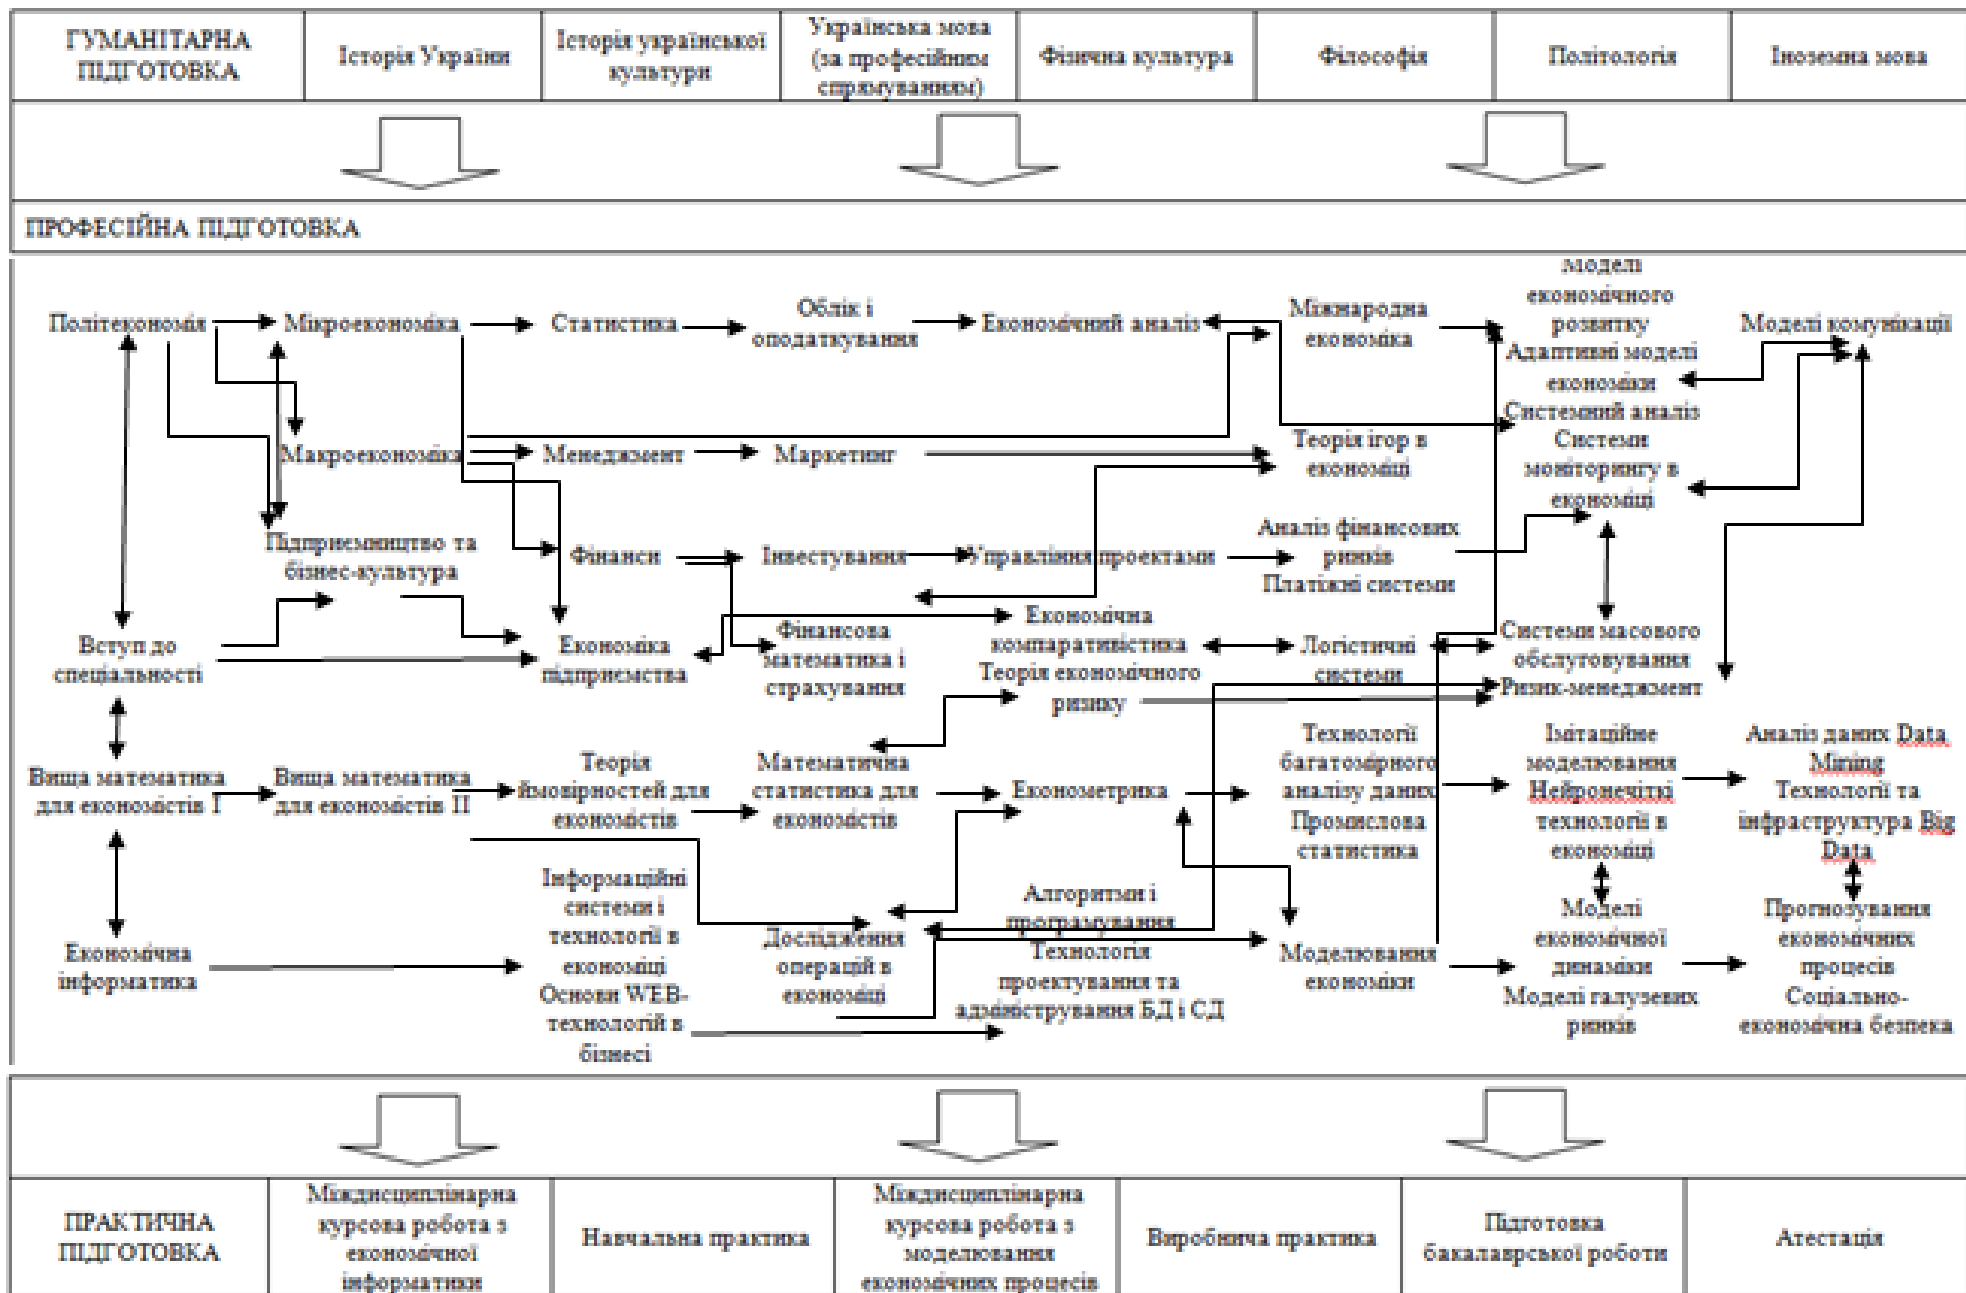 ГУМАНІТАРНА
ПІДГОТОВКА
Історія України
Історія української
культури
Українська мова
(за професійним
спрямуванням)
Фізична культура
Філософія
Політологія
Іноземна мова
ПРОФЕСІЙНА ПІДГОТОВКА
Політекономія
Мікроекономіка
Статистика
Облік і
оподаткування
Економічний аналіз
Міжнародна
економіка
Моделі
економічного
розвитку
Адаптивні моделі
економіки
Системний аналіз
Системи
моніторингу в
економіці
Моделі комунікації
Макроекономіка
Менеджмент
Маркетинг
Теорія ігор в
економіці
Підприємництво та
бізнес-культура
Фінанси
Інвестування
Управління проектами
Аналіз фінансових
ринків
Платіжні системи
Вступ до
спеціальності
Економіка
підприємства
Фінансова
математика і
страхування
Економічна
компаративістика
Теорія економічного
ризику
Логістичні
системи
Системи масового
обслуговування
Ризик-менеджмент
Вища математика
для економістів І
Вища математика
для економістів ІІ
Теорія
ймовірностей для
економістів
Математична
статистика для
економістів
Економетрика
Технології
багатомірного
аналізу даних
Промислова
статистика
Імітаційне
моделювання
Нейронечіткі
технології в
економіці
Аналіз даних Data
Mining
Технології та
інфраструктура Big
Data
Економічна
інформатика
Інформаційні
системи і
технології в
економіці
Основи WEB-
технологій в
бізнесі
Дослідження
операцій в
економіці
Алгоритми і
програмування
Технологія
проектування та
адміністрування БД і СД
Моделювання
економіки
Моделі
економічної
динаміки
Моделі галузевих
ринків
Прогнозування
економічних
процесів
Соціально-
економічна безпека
ПРАКТИЧНА
ПІДГОТОВКА
Міждисциплінарна
курсова робота з
економічної
інформатики
Навчальна практика
Міждисциплінарна
курсова робота з
моделювання
економічних процесів
Виробнича практика
Підготовка
бакалаврської роботи
Атестація